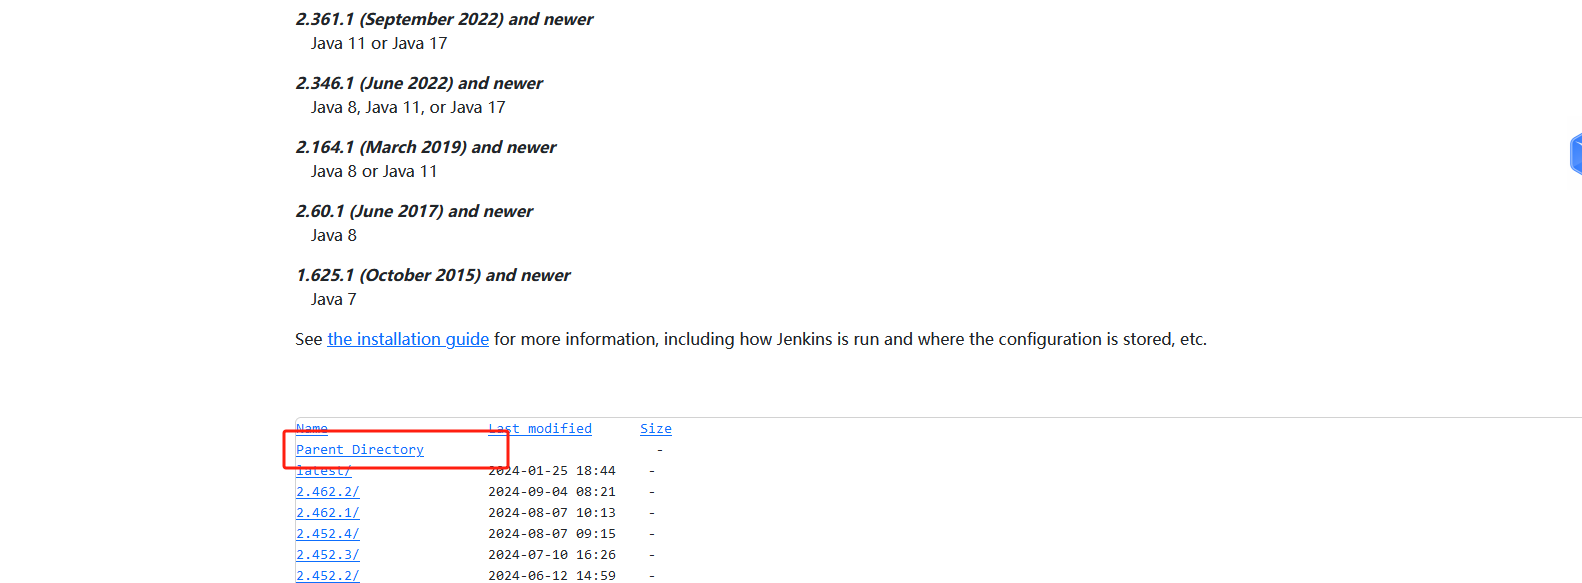 2.361.1 (September 2022) and newer
Java 11 or Java 17
2.346.1 (June 2022) and newer
Java 8, Java 11, or Java 17
2.164.1 (March 2019) and newer
Java 8 or Java 11
2.60.1 (June 2017) and newer
Java 8
1.625.1 (October 2015) and newer
Java 7
See the installation guide for more information, including how Jenkins is run and where the configuration is stored, etc.
Name Last modified Size
Parent Directory -
latest/ 2024-01-25 18:44 -
2.462.2/ 2024-09-04 08:21 -
2.462.1/ 2024-08-07 10:13 -
2.452.4/ 2024-08-07 09:15 -
2.452.3/ 2024-07-10 16:26 -
2.452.2/ 2024-06-12 14:59 -